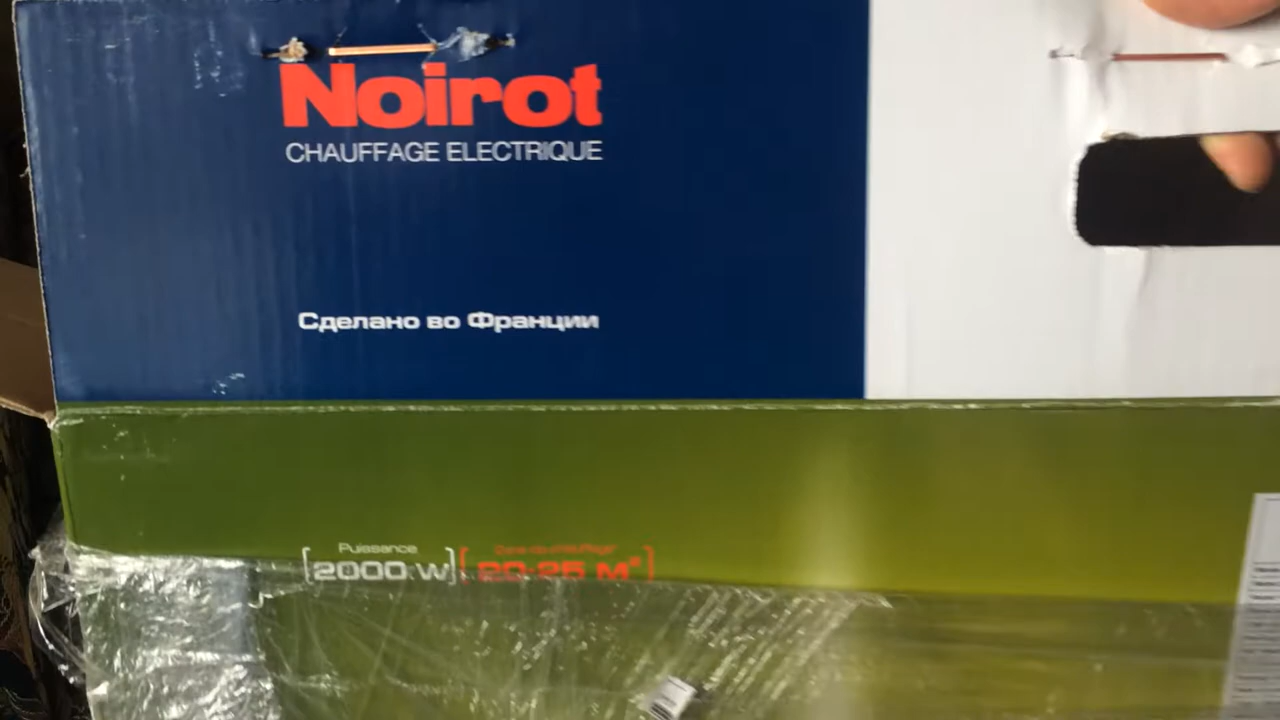 Noirot
CHAUFFAGE ELECTRIQUE
Сделано во Франции
Puissance
[2000 W]
[20-25 M²]